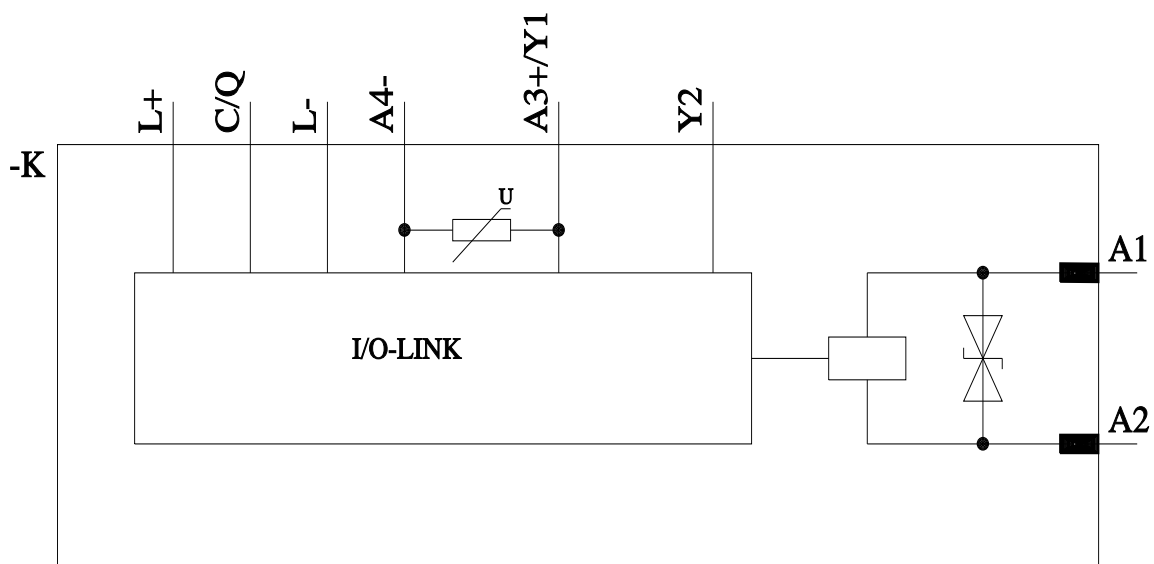 L+
C/Q
L-
A4-
A3+/Y1
Y2
-K
U
A1
I/O-LINK
A2